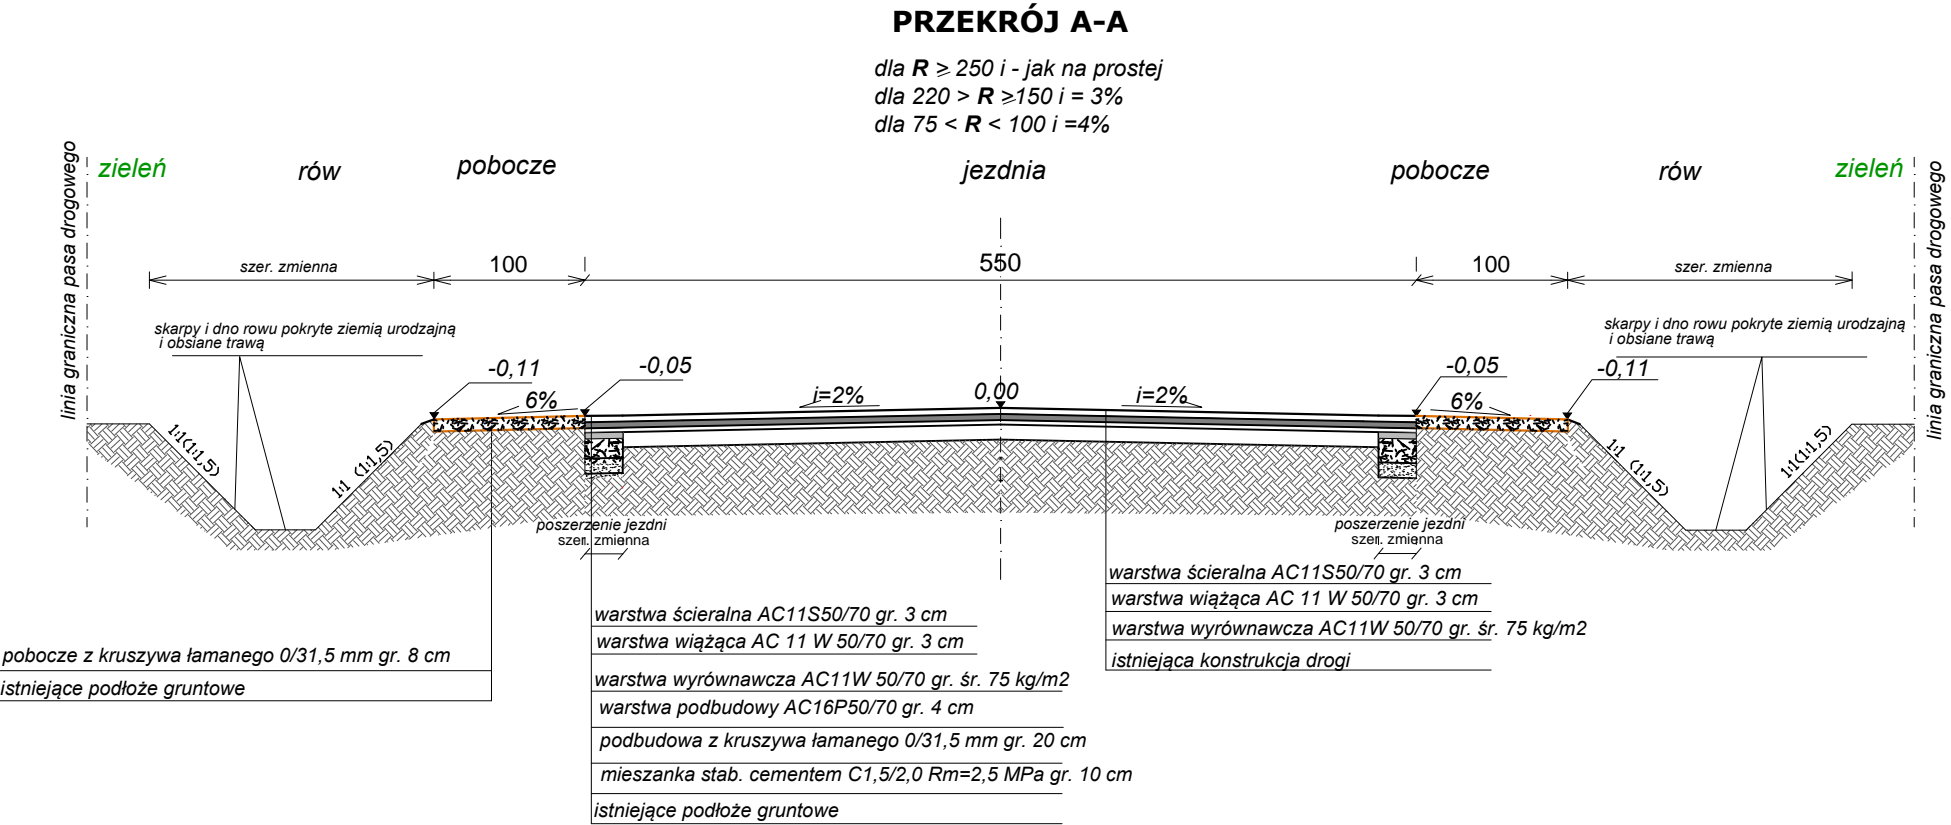 PRZEKRÓJ A-A
dla R ≥ 250 i - jak na prostej
dla 220 > R ≥150 i = 3%
dla 75 < R < 100 i =4%
linia graniczna pasa drogowego
zieleń
rów
pobocze
jezdnia
pobocze
rów
zieleń
linia graniczna pasa drogowego
szer. zmienna
100
550
100
szer. zmienna
skarpy i dno rowu pokryte ziemią urodzajną
i obsiane trawą
skarpy i dno rowu pokryte ziemią urodzajną
i obsiane trawą
-0,11
-0,05
0,00
-0,05
-0,11
6%
i=2%
i=2%
6%
1:1(1:1,5)
1:1 (1:1,5)
1:1 (1:1,5)
1:1(1:1,5)
poszerzenie jezdni
szer. zmienna
poszerzenie jezdni
szer. zmienna
warstwa ścieralna AC11S50/70 gr. 3 cm
warstwa wiążąca AC 11 W 50/70 gr. 3 cm
warstwa wyrównawcza AC11W 50/70 gr. śr. 75 kg/m2
istniejąca konstrukcja drogi
pobocze z kruszywa łamanego 0/31,5 mm gr. 8 cm
istniejące podłoże gruntowe
warstwa ścieralna AC11S50/70 gr. 3 cm
warstwa wiążąca AC 11 W 50/70 gr. 3 cm
warstwa wyrównawcza AC11W 50/70 gr. śr. 75 kg/m2
warstwa podbudowy AC16P50/70 gr. 4 cm
podbudowa z kruszywa łamanego 0/31,5 mm gr. 20 cm
mieszanka stab. cementem C1,5/2,0 Rm=2,5 MPa gr. 10 cm
istniejące podłoże gruntowe